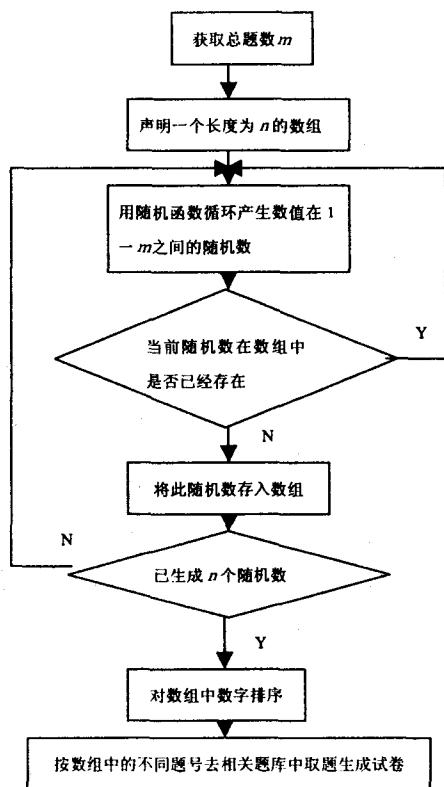 获取总题数 m
声明一个长度为 n 的数组
用随机函数循环产生数值在 1
一 m之间的随机数
当前随机数在数组中
是否已经存在
Y
N
将此随机数存入数组
N
已生成 n 个随机数
Y
对数组中数字排序
按数组中的不同题号去相关题库中取题生成试卷